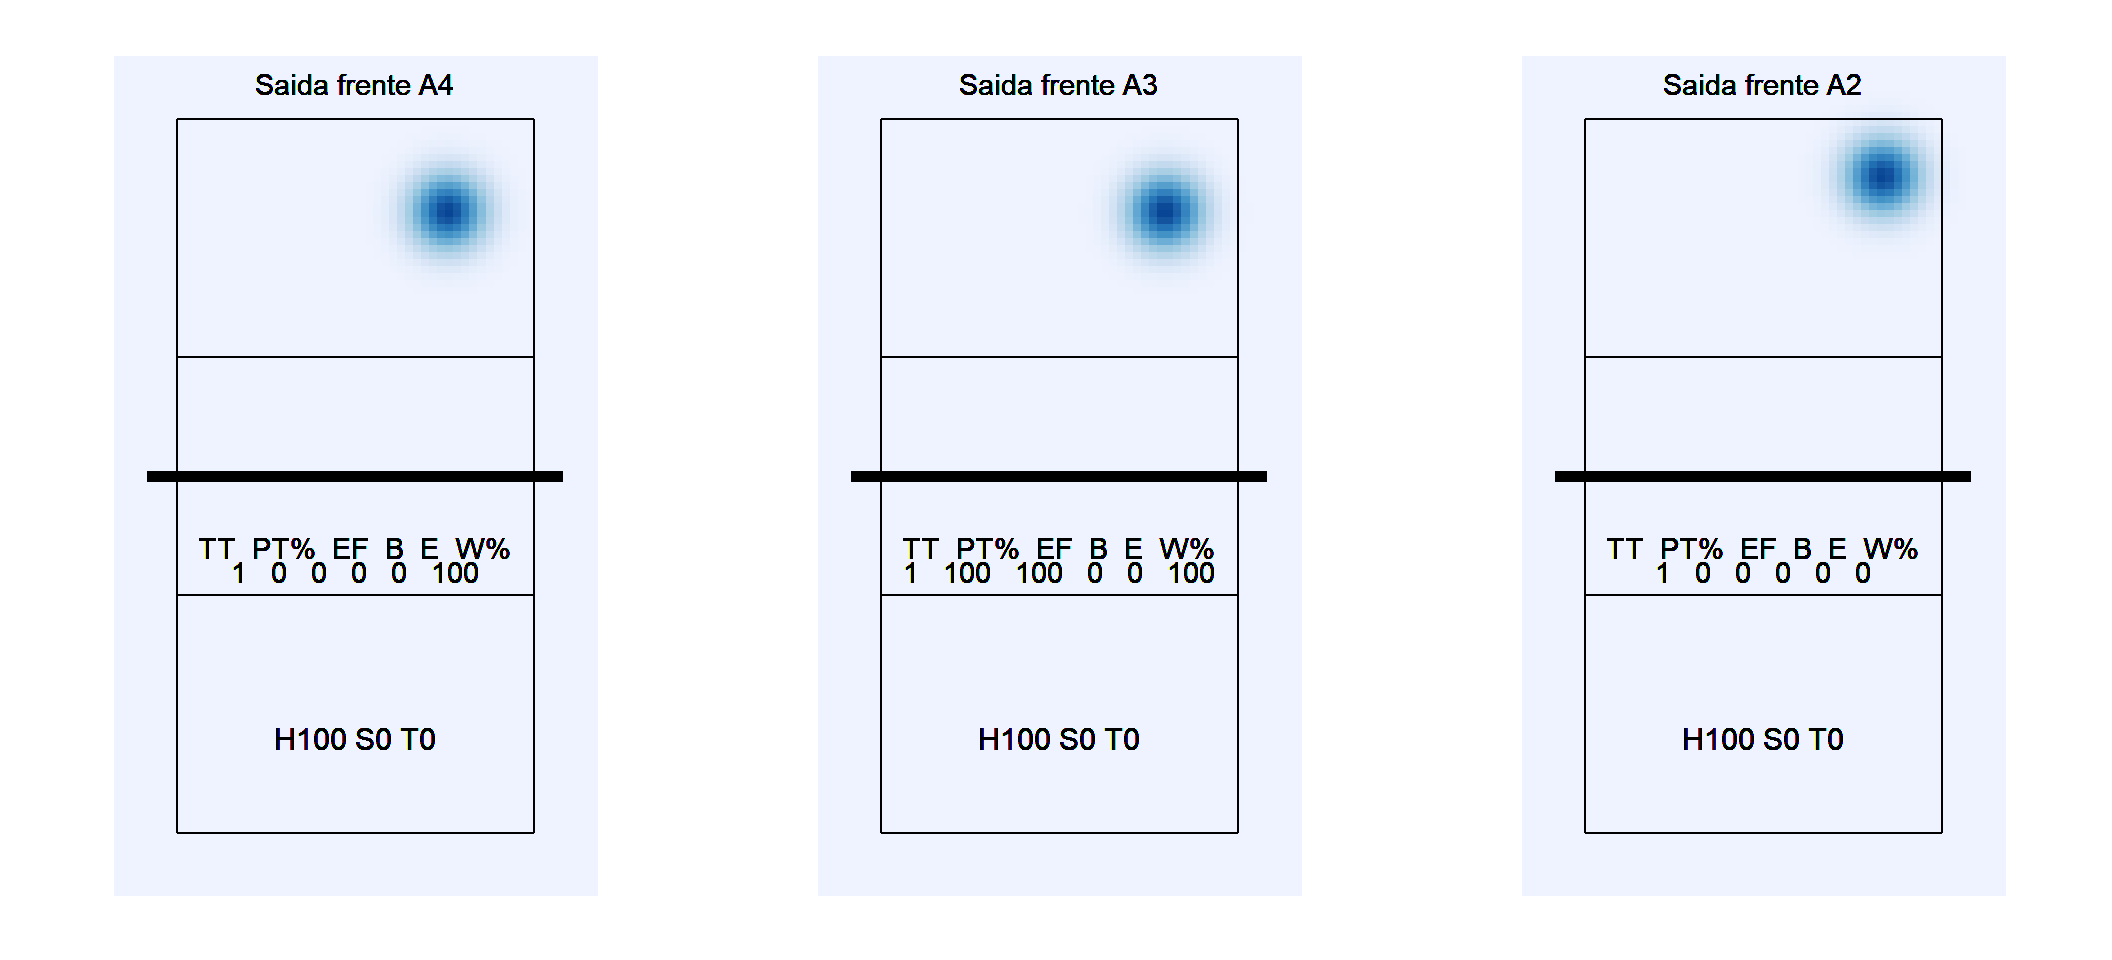 Saida frente A4
TT PT% EF B E W%
1 0 0 0 0 100
H100 S0 T0
Saida frente A3
TT PT% EF B E W%
1 100 100 0 0 100
H100 S0 T0
Saida frente A2
TT PT% EF B E W%
1 0 0 0 0 0
H100 S0 T0